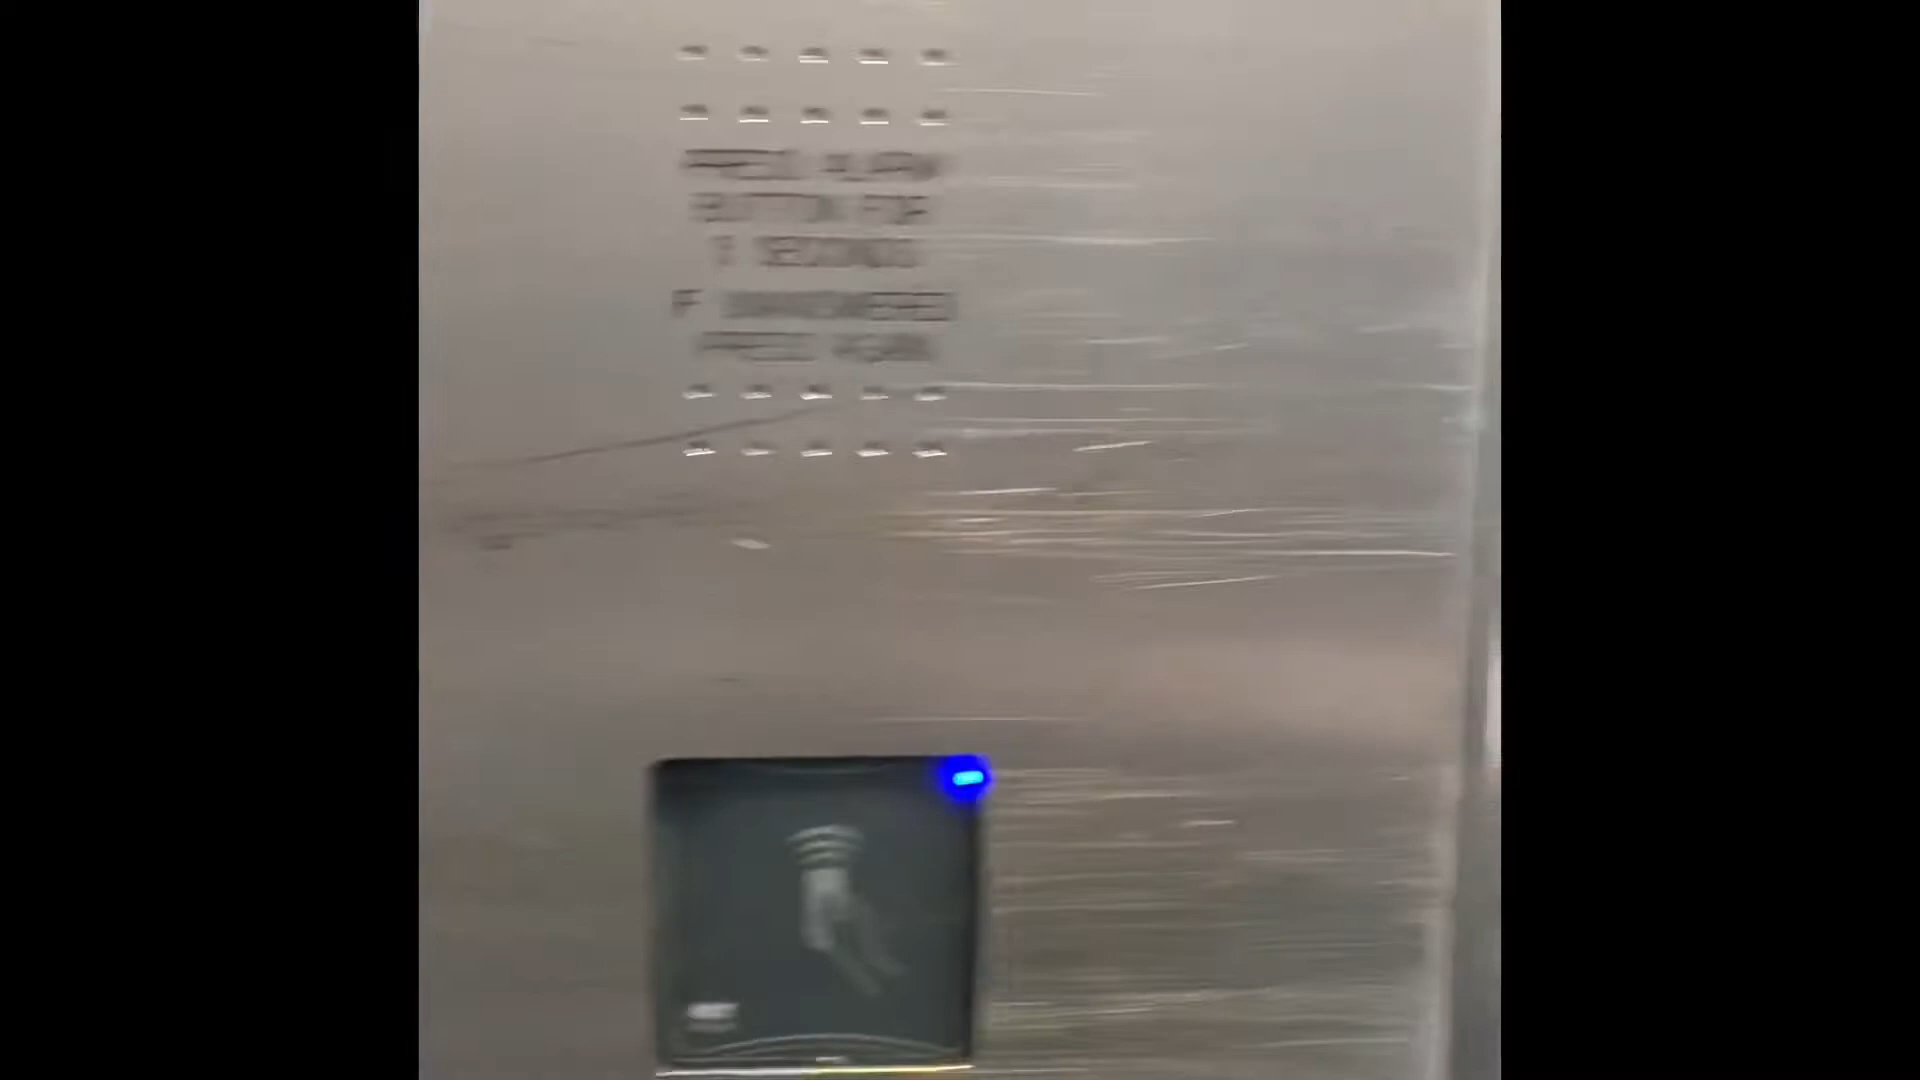 PRESS ALARM
BUTTON FOR
SECONDS
IF UNANSWERED
PRESS AGAIN